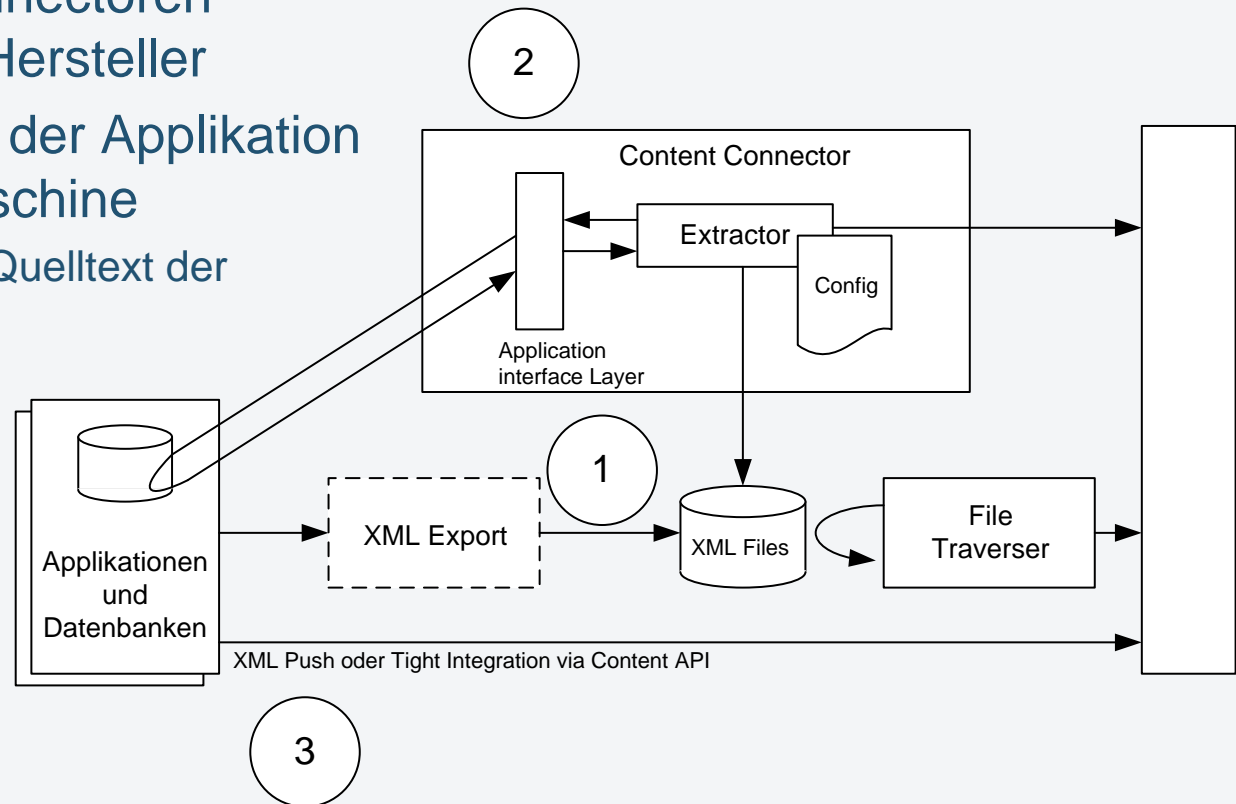 Hersteller
der Applikation
Quelltext der
2
Content Connector
Extractor
Config
Application
interface Layer
1
XML Export
XML Files
File
Traverser
Applikationen
und
Datenbanken
XML Push oder Tight Integration via Content API
3